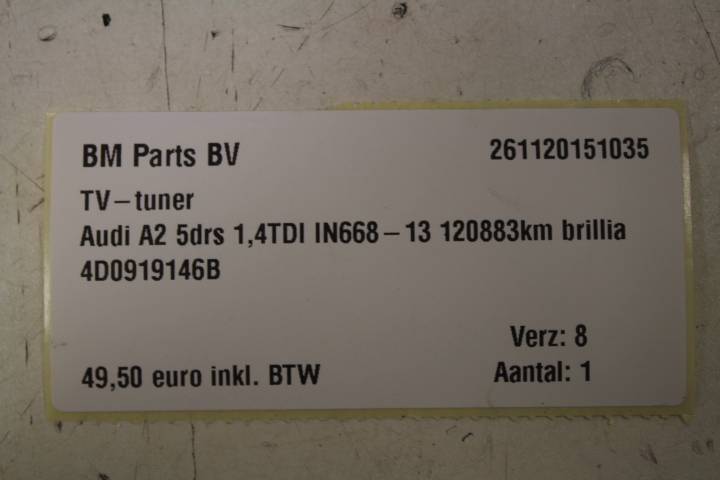 BM Parts BV 261120151035
TV-tuner
Audi A2 5drs 1,4TDI IN668-13 120883km brillia
4D0919146B
Verz: 8
49,50 euro inkl. BTW Aantal: 1